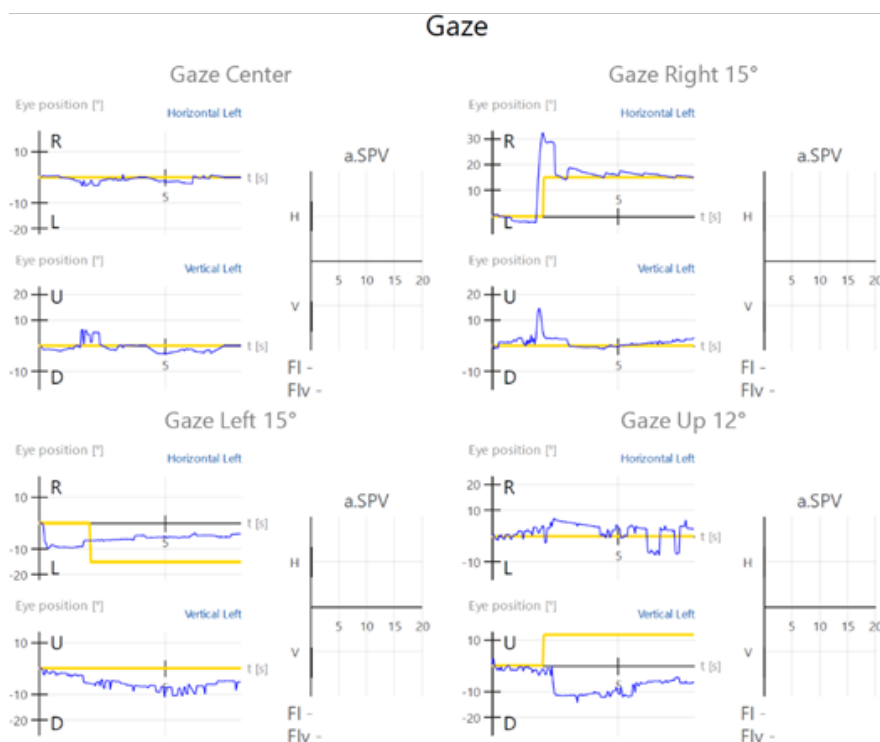 Gaze
Gaze Center
Eye position [°]
Horizontal Left
R
10
t [s]
5
-10
L
-20
Eye position [°]
Vertical Left
20
U
10
t [s]
5
-10
D
a.SPV
H
5 10 15 20
V
FI -
FIv -
Gaze Right 15°
Eye position [°]
Horizontal Left
30
R
20
10
5
L
t [s]
Eye position [°]
Vertical Left
20
U
10
t [s]
5
-10
D
a.SPV
H
5 10 15 20
V
FI -
FIv -
Gaze Left 15°
Eye position [°]
Horizontal Left
R
10
t [s]
5
-10
L
-20
Eye position [°]
Vertical Left
U
10
t [s]
5
-10
-20
D
a.SPV
H
5 10 15 20
V
FI -
FIv -
Gaze Up 12°
Eye position [°]
Horizontal Left
20
R
10
t [s]
5
-10
L
Eye position [°]
Vertical Left
10
U
t [s]
5
-10
-20
D
a.SPV
H
5 10 15 20
V
FI -
FIv -